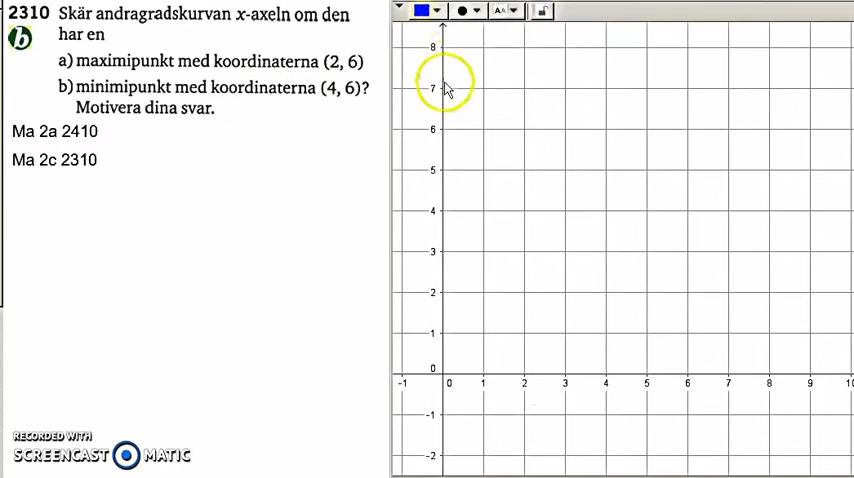 2310 Skär andragradskurvan x-axeln om den
har en
b
a) maximipunkt med koordinaterna (2, 6)
b) minimipunkt med koordinaterna (4, 6)?
Motivera dina svar.
Ma 2a 2410
Ma 2c 2310
RECORDED WITH
SCREENCAST MATIC
AA
8
7
6
5
4
3
2
1
0
-1 0 1 2 3 4 5 6 7 8 9 10
-1
-2